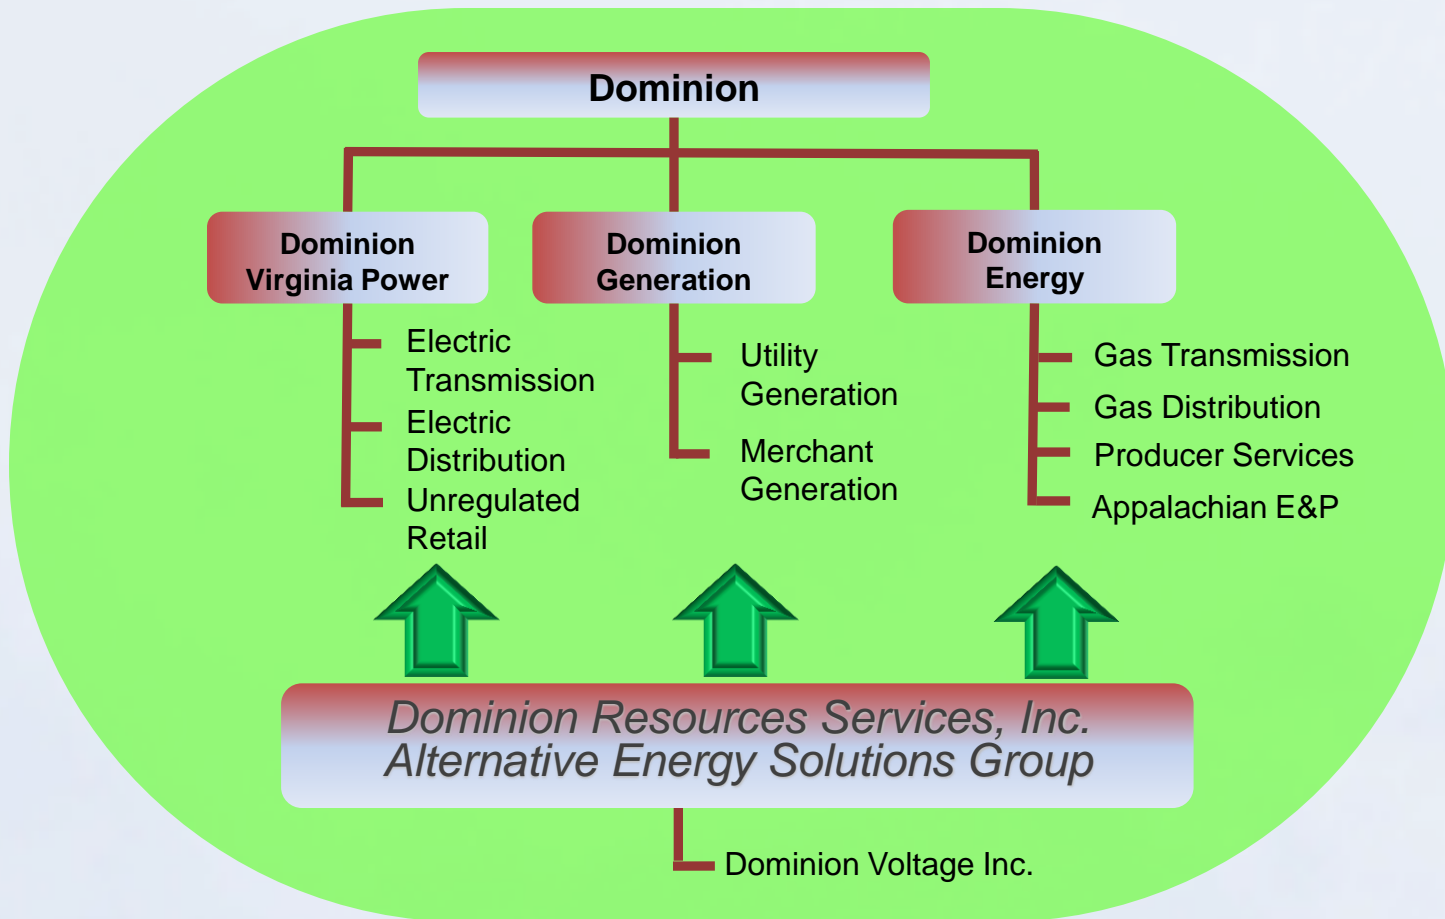 Dominion
Dominion
Virginia Power
Electric
Transmission
Electric
Distribution
Unregulated
Retail
Dominion
Generation
Utility
Generation
Merchant
Generation
Dominion
Energy
Gas Transmission
Gas Distribution
Producer Services
Appalachian E&P
Dominion Resources Services, Inc.
Alternative Energy Solutions Group
Dominion Voltage Inc.